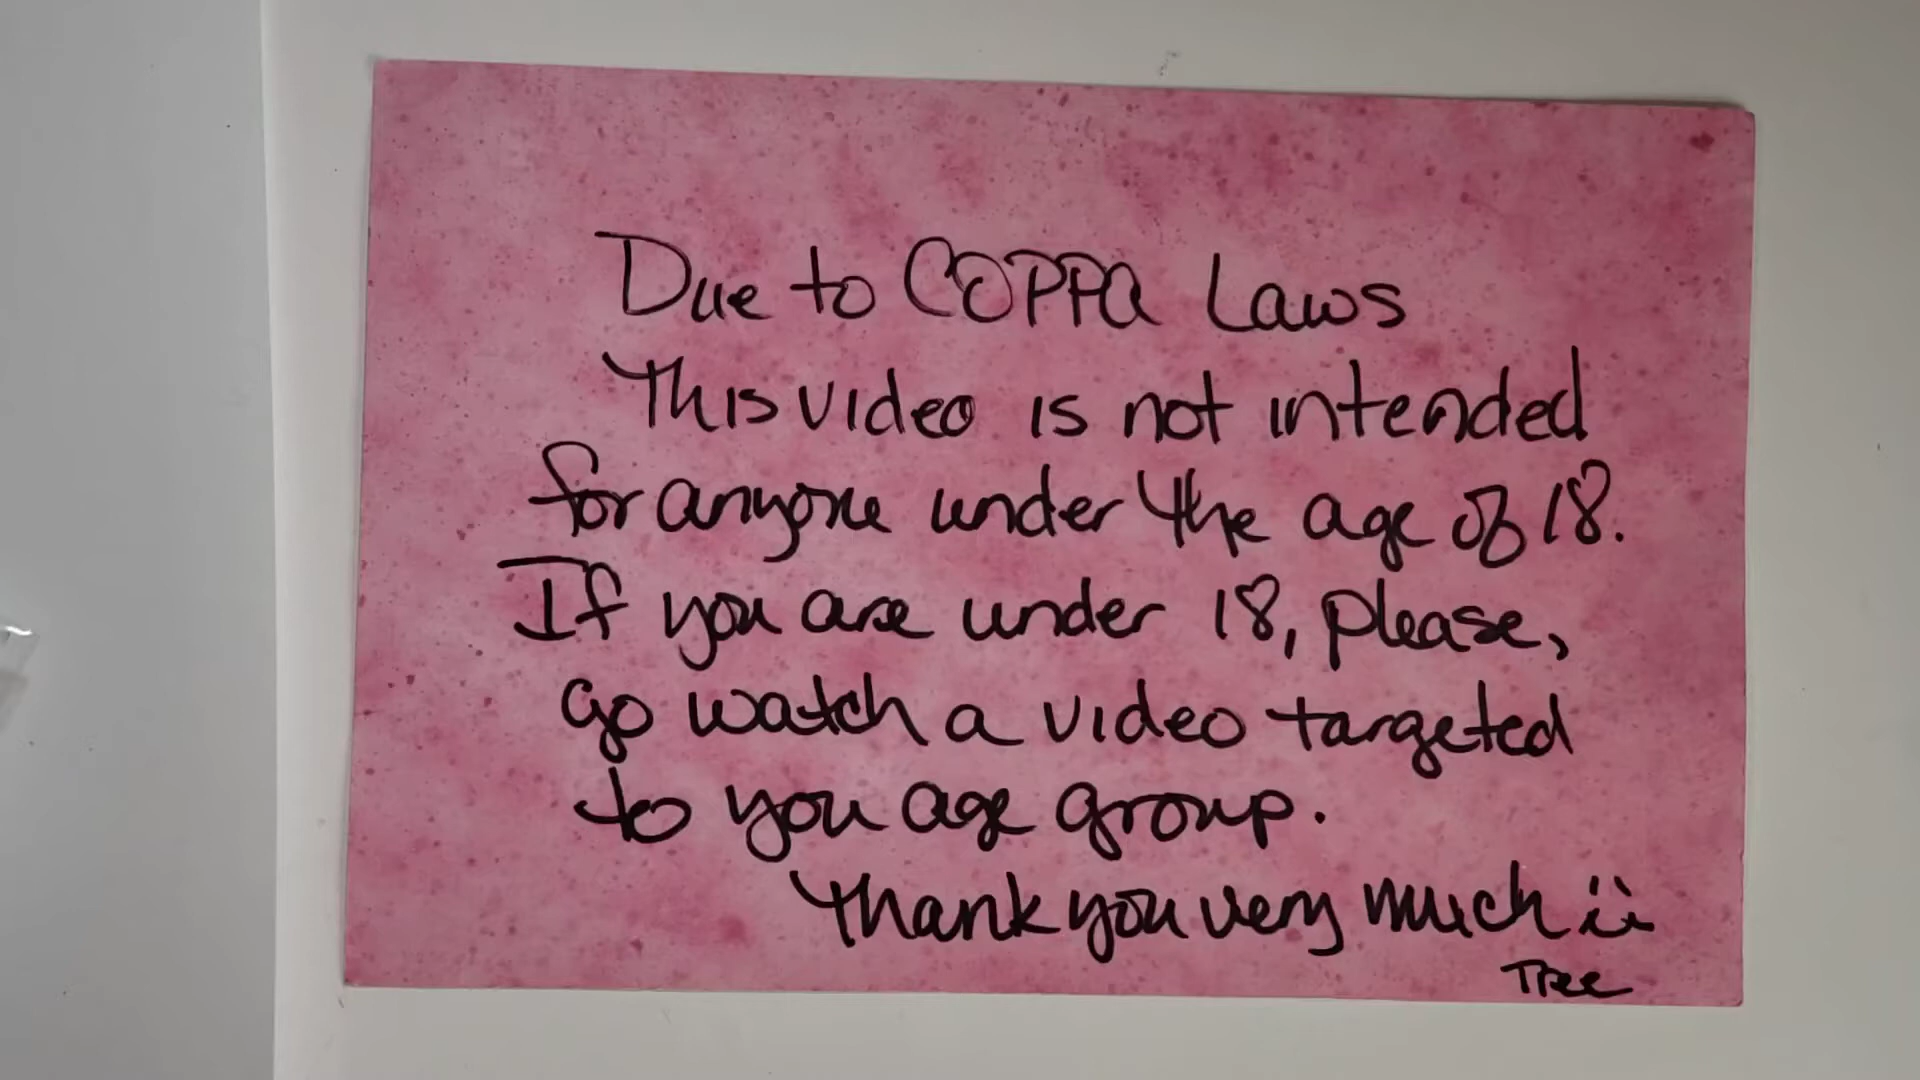 Due to COPPA Laws
This video is not intended
for anyone under the age of 18.
If you are under 18, please,
go watch a video targeted
to you age group.
Thank you very much ü
Tree